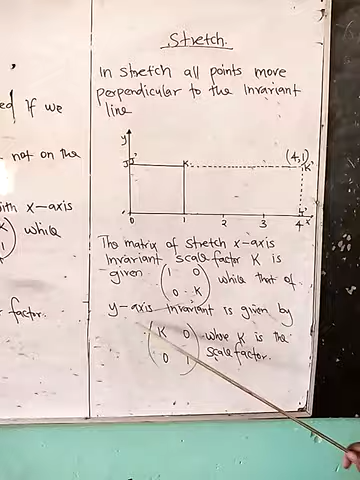 Stretch.
In stretch all points move
perpendicular to the Invariant
line
y
J J' K (4,1) K'
0 1 2 3 4 x
The matrix of stretch x-axis
Invariant scale factor K is
given (1 0
0 K) while that of
y-axis Invariant is given by
(K 0
0 ) where K is the
scale factor.
ed If we
not on the
with x-axis
while
1
factor.